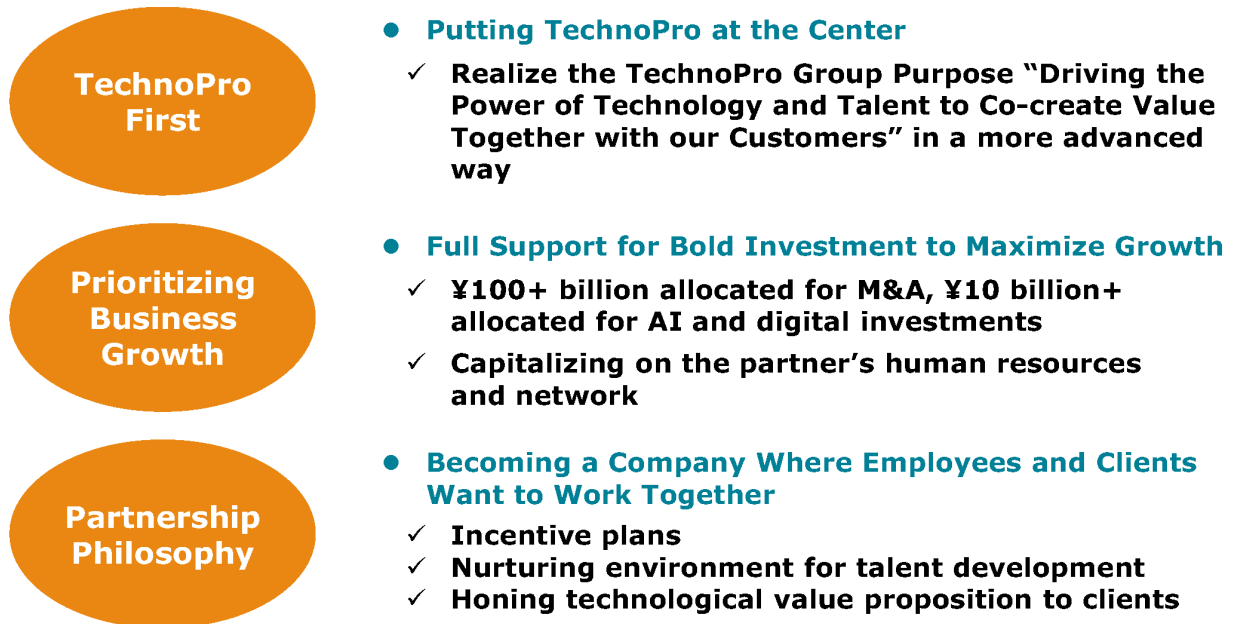 TechnoPro
First
● Putting TechnoPro at the Center
✓ Realize the TechnoPro Group Purpose “Driving the
Power of Technology and Talent to Co-create Value
Together with our Customers” in a more advanced
way
Prioritizing
Business
Growth
● Full Support for Bold Investment to Maximize Growth
✓ ¥100+ billion allocated for M&A, ¥10 billion+
allocated for AI and digital investments
✓ Capitalizing on the partner’s human resources
and network
Partnership
Philosophy
● Becoming a Company Where Employees and Clients
Want to Work Together
✓ Incentive plans
✓ Nurturing environment for talent development
✓ Honing technological value proposition to clients